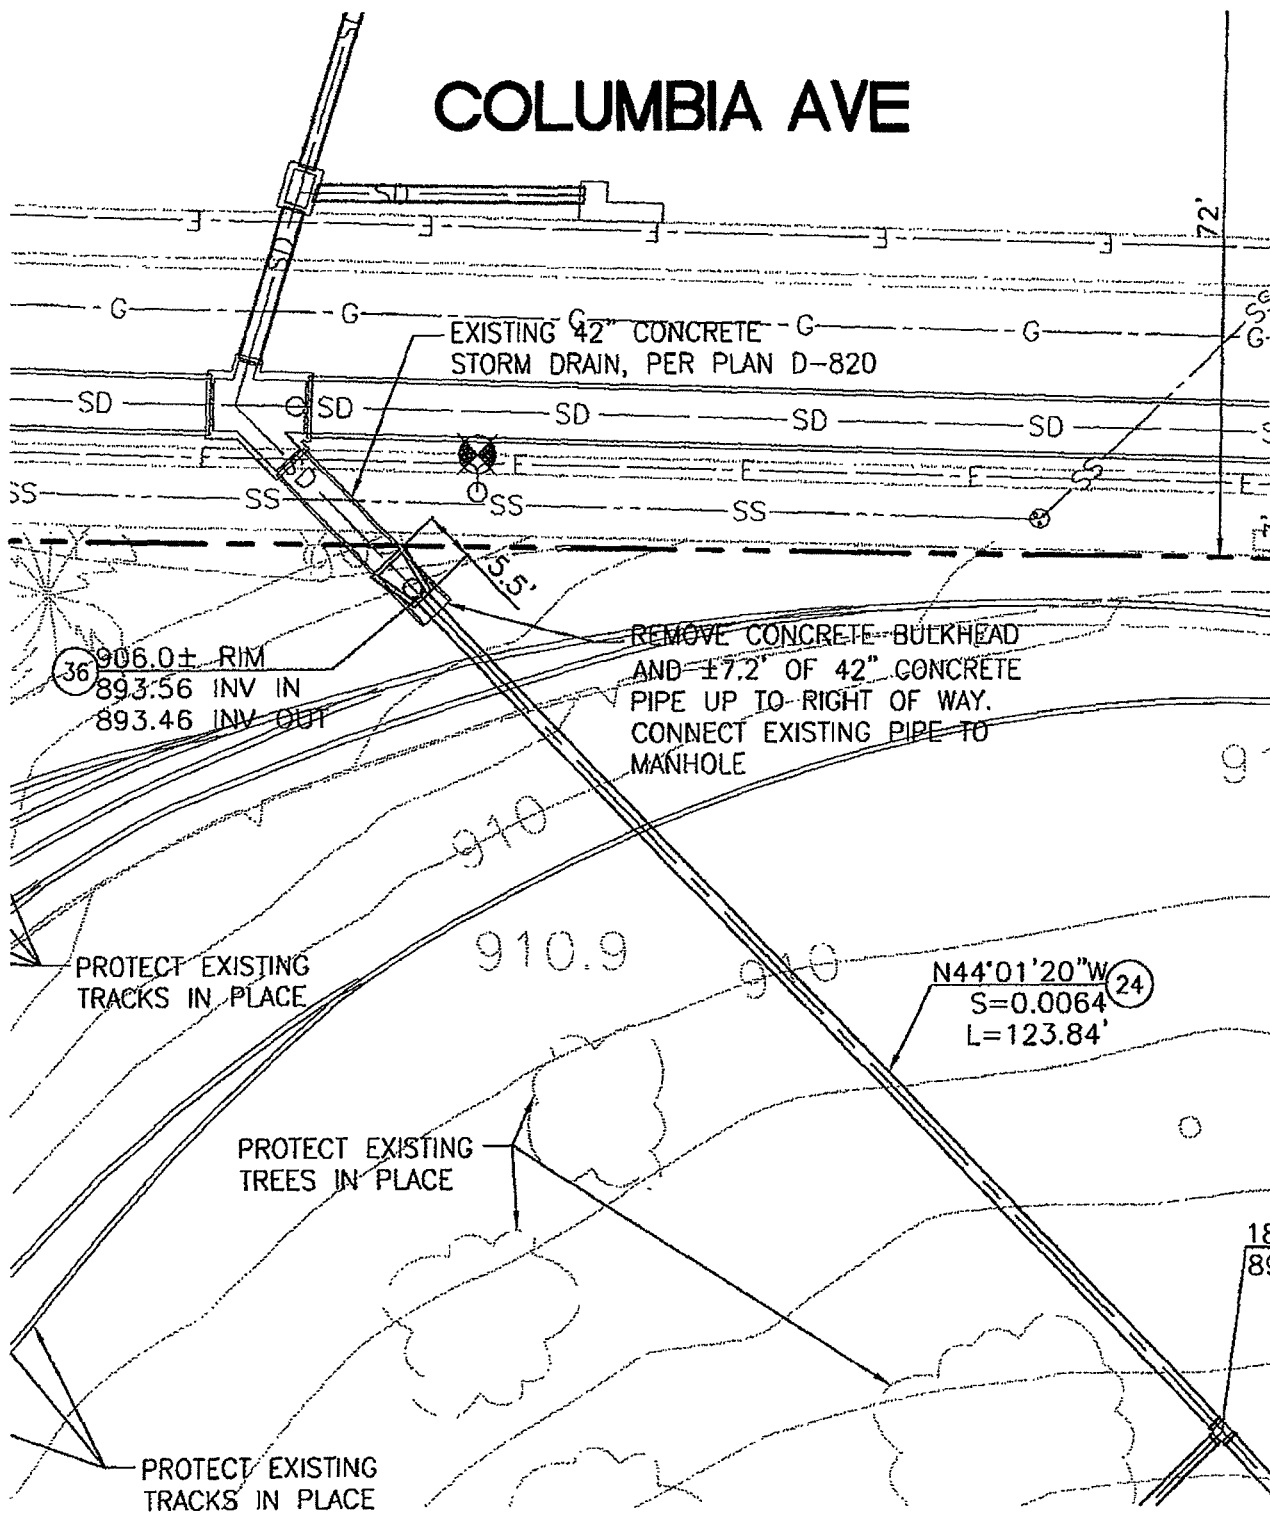 COLUMBIA AVE
72'
SD
E
E
E
E
E
SD
G
G
G
G
G
G
EXISTING 42" CONCRETE
STORM DRAIN, PER PLAN D-820
SD
SD
SD
SD
SD
SD
E
E
E
E
E
SS
SS
SS
SS
SS
5.5'
REMOVE CONCRETE BULKHEAD
AND ±7.2' OF 42" CONCRETE
PIPE UP TO RIGHT OF WAY.
CONNECT EXISTING PIPE TO
MANHOLE
36
906.0± RIM
893.56 INV IN
893.46 INV OUT
910
910.9
910
PROTECT EXISTING
TRACKS IN PLACE
N44°01'20"W
24
S=0.0064
L=123.84'
PROTECT EXISTING
TREES IN PLACE
PROTECT EXISTING
TRACKS IN PLACE